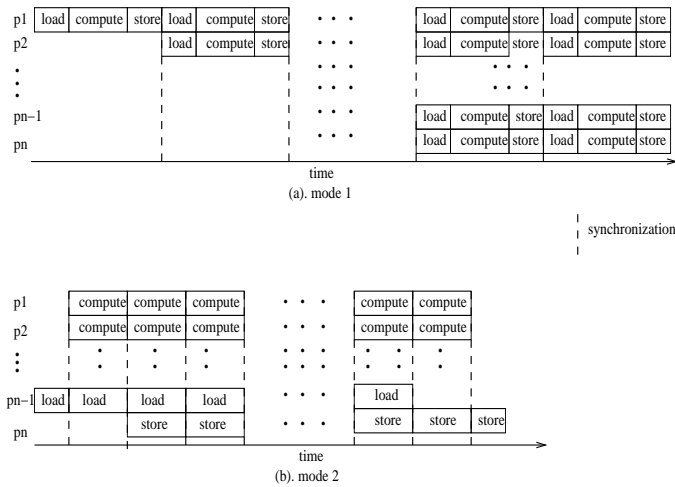 p1 load compute store load compute store load compute store load compute store
p2 load compute store load compute store load compute store
pn−1 load compute store load compute store
pn load compute store load compute store
time
(a). mode 1
synchronization
p1 compute compute compute compute compute
p2 compute compute compute compute compute
pn−1 load load load load load
pn store store store store store
time
(b). mode 2